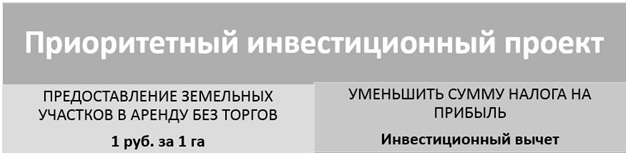 Приоритетный инвестиционный проект
ПРЕДОСТАВЛЕНИЕ ЗЕМЕЛЬНЫХ
УЧАСТКОВ В АРЕНДУ БЕЗ ТОРГОВ
1 руб. за 1 га
УМЕНЬШИТЬ СУММУ НАЛОГА НА
ПРИБЫЛЬ
Инвестиционный вычет